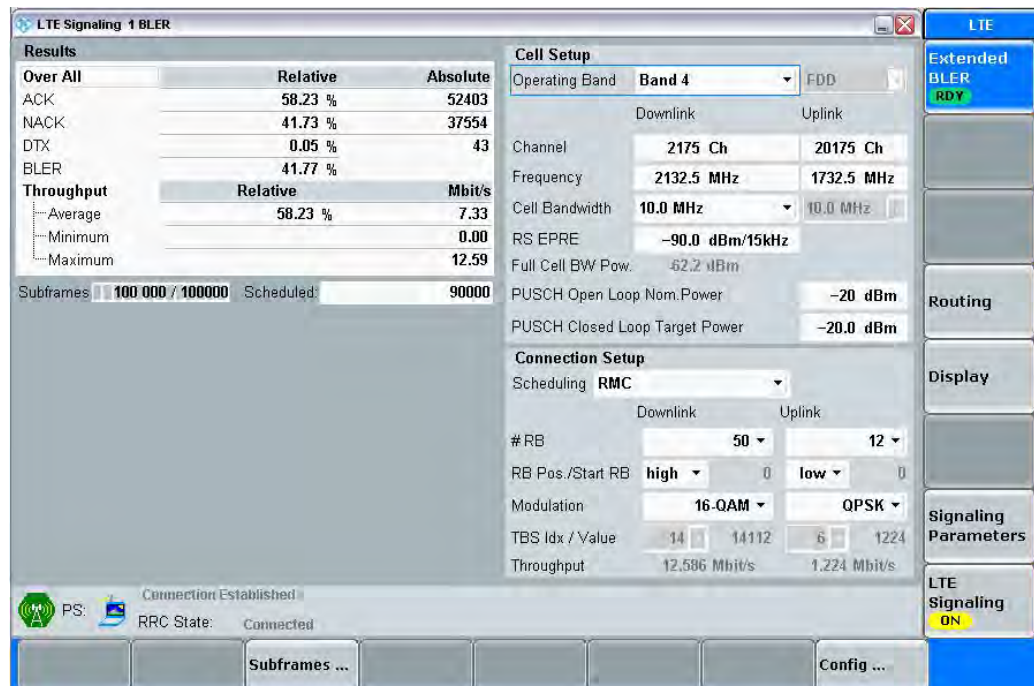 LTE Signaling 1 BLER
Results
Over All Relative Absolute
ACK 58.23 % 52403
NACK 41.73 % 37554
DTX 0.05 % 43
BLER 41.77 %
Throughput Relative Mbit/s
Average 58.23 % 7.33
Minimum 0.00
Maximum 12.59
Subframes 100 000 / 100000 Scheduled: 90000
Cell Setup
Operating Band Band 4 FDD
Downlink Uplink
Channel 2175 Ch 20175 Ch
Frequency 2132.5 MHz 1732.5 MHz
Cell Bandwidth 10.0 MHz 10.0 MHz
RS EPRE −90.0 dBm/15kHz
Full Cell BW Pow. -62.2 dBm
PUSCH Open Loop Nom.Power −20 dBm
PUSCH Closed Loop Target Power −20.0 dBm
Connection Setup
Scheduling RMC
Downlink Uplink
# RB 50 12
RB Pos./Start RB high 0 low 0
Modulation 16-QAM QPSK
TBS Idx / Value 14 14112 6 1224
Throughput 12.586 Mbit/s 1.224 Mbit/s
PS: Connection Established
RRC State: Connected
Subframes ...
Config ...
LTE
Extended
BLER
RDY
Routing
Display
Signaling
Parameters
LTE
Signaling
ON